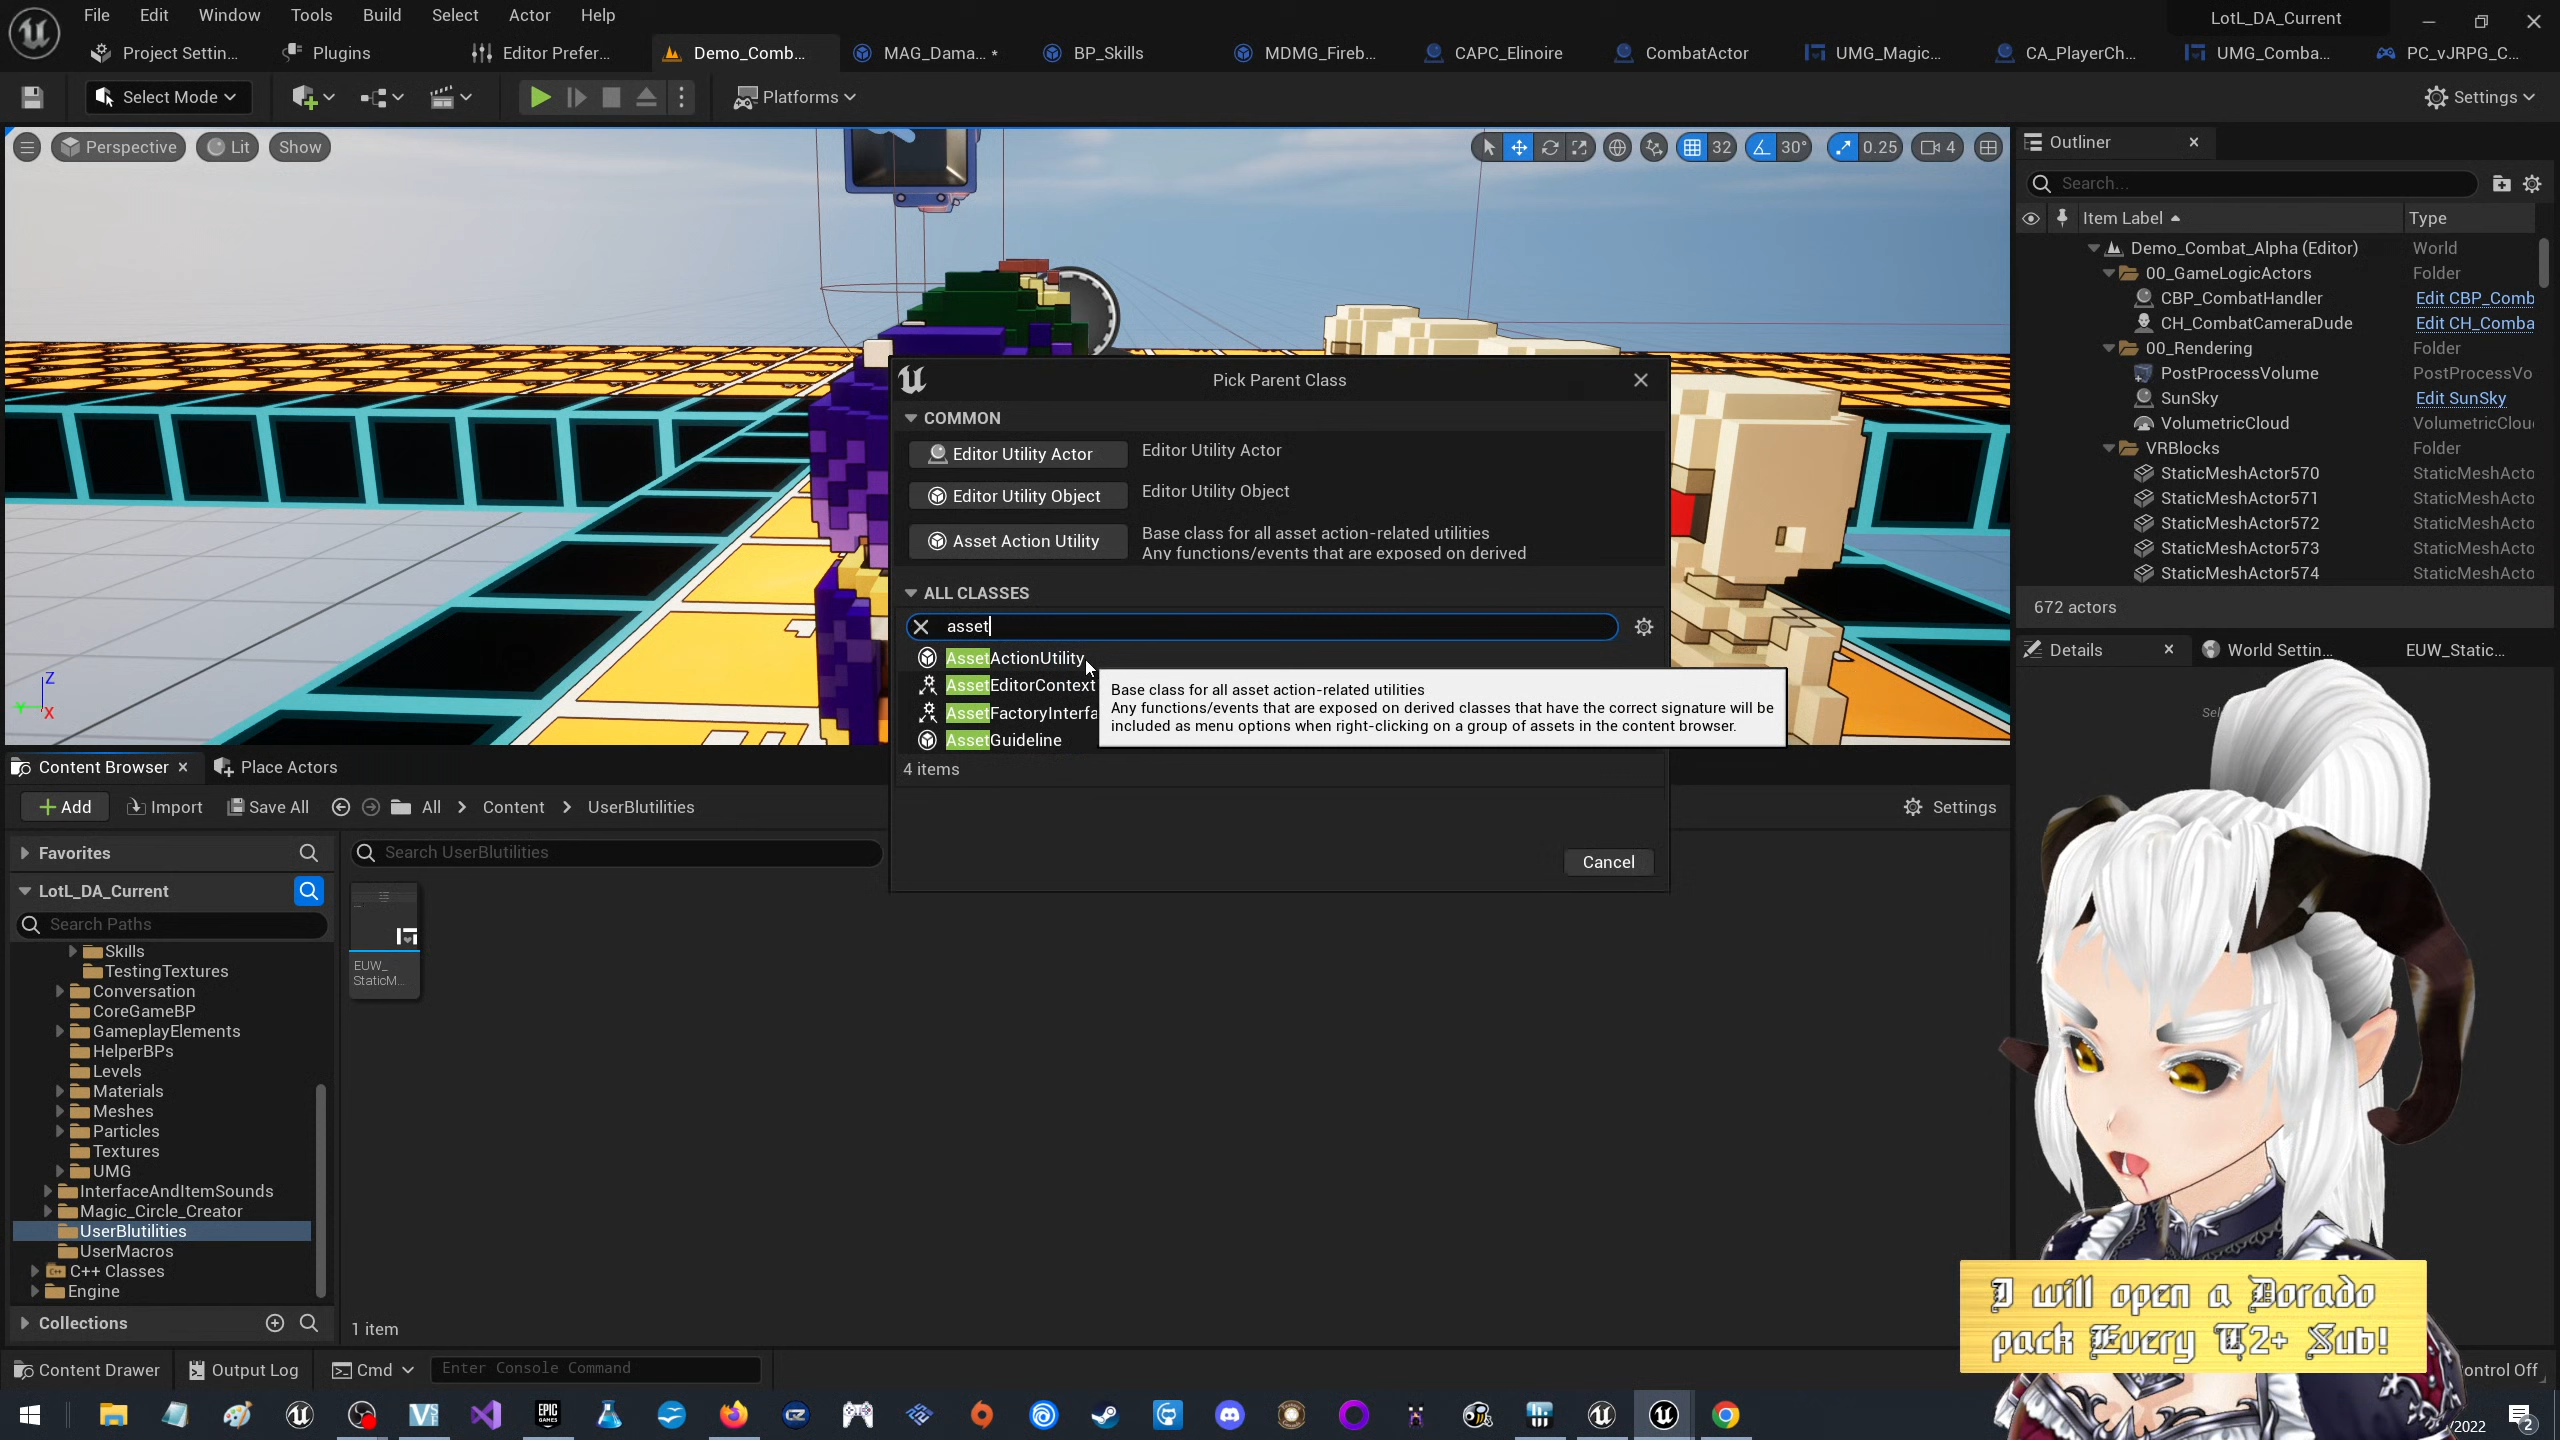 File Edit Window Tools Build Select Actor Help
LotL_DA_Current
Project Settin...
Plugins
Editor Prefer...
Demo_Comb...
MAG_Dama... *
BP_Skills
MDMG_Fireb...
CAPC_Elinoire
CombatActor
UMG_Magic...
CA_PlayerCh...
UMG_Comba...
PC_vJRPG_C...
Select Mode
Platforms
Settings
Perspective
Lit
Show
32
30°
0.25
4
Outliner
Search...
Item Label
Type
Demo_Combat_Alpha (Editor)
World
00_GameLogicActors
Folder
CBP_CombatHandler
Edit CBP_Comb
CH_CombatCameraDude
Edit CH_Comba
00_Rendering
Folder
PostProcessVolume
PostProcessVo
SunSky
Edit SunSky
VolumetricCloud
VolumetricClou
VRBlocks
Folder
StaticMeshActor570
StaticMeshActo
StaticMeshActor571
StaticMeshActo
StaticMeshActor572
StaticMeshActo
StaticMeshActor573
StaticMeshActo
StaticMeshActor574
StaticMeshActo
672 actors
Details
World Settin...
EUW_Static...
Z
Y
X
Pick Parent Class
COMMON
Editor Utility Actor
Editor Utility Actor
Editor Utility Object
Editor Utility Object
Asset Action Utility
Base class for all asset action-related utilities
Any functions/events that are exposed on derived
ALL CLASSES
asset
AssetActionUtility
AssetEditorContext
AssetFactoryInterfa
AssetGuideline
Base class for all asset action-related utilities
Any functions/events that are exposed on derived classes that have the correct signature will be
included as menu options when right-clicking on a group of assets in the content browser.
4 items
Cancel
Content Browser
Place Actors
Add
Import
Save All
All
Content
UserBlutilities
Settings
Favorites
LotL_DA_Current
Search Paths
Skills
TestingTextures
Conversation
CoreGameBP
GameplayElements
HelperBPs
Levels
Materials
Meshes
Particles
Textures
UMG
InterfaceAndItemSounds
Magic_Circle_Creator
UserBlutilities
UserMacros
C++ Classes
Engine
Collections
Search UserBlutilities
EUW_
StaticM...
1 item
Content Drawer
Output Log
Cmd
Enter Console Command
ontrol Off
I will open a Dorado
pack Every T2+ Sub!
EPIC
GAMES
/2022
2